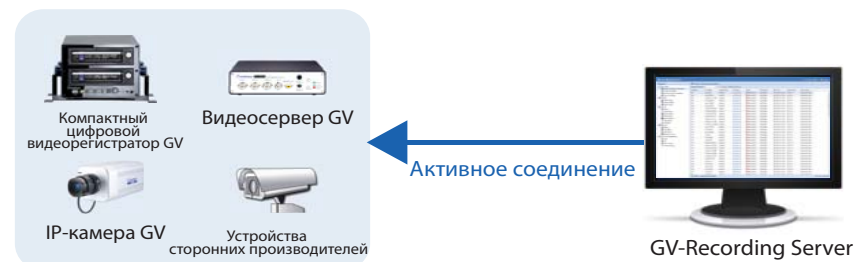 Компактный
цифровой
видеорегистратор GV
Видеосервер GV
IP-камера GV
Устройства
сторонних производителей
Активное соединение
GV-Recording Server